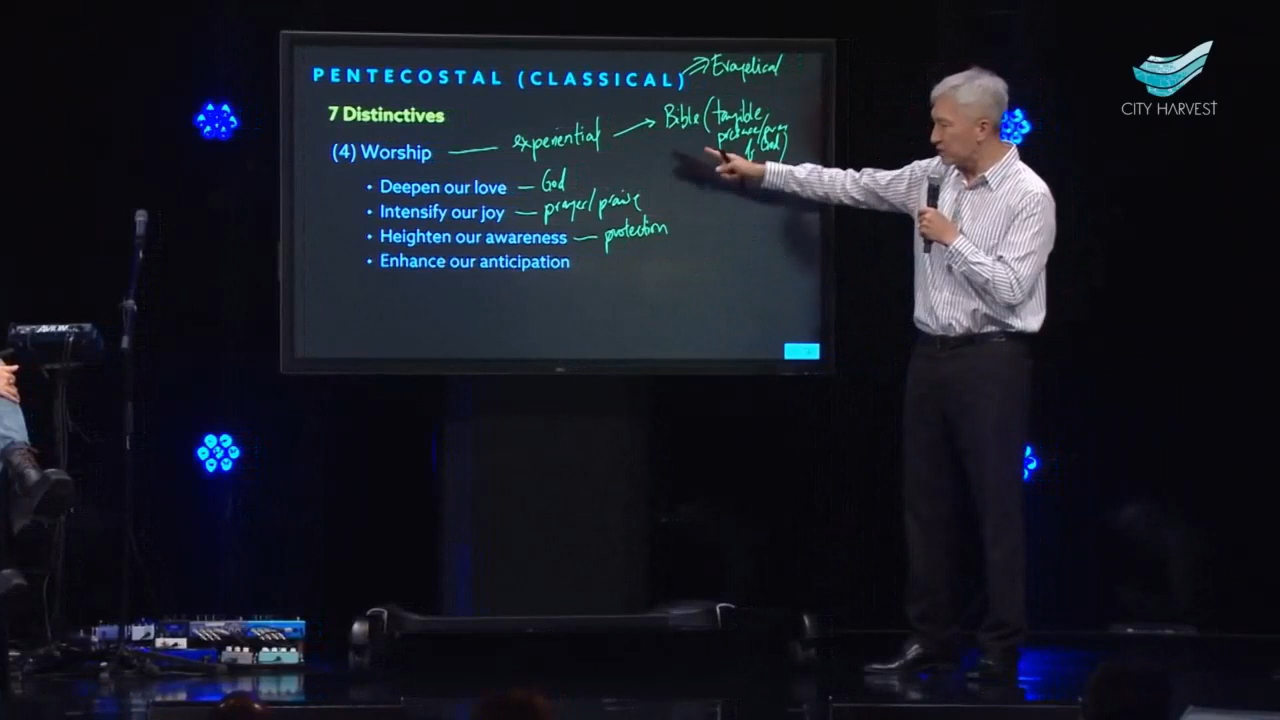 PENTECOSTAL (CLASSICAL) ⇒ Evangelical
7 Distinctives
(4) Worship — experiential → Bible (tangible
presence/
of God)
• Deepen our love — God
• Intensify our joy — prayer/praise
• Heighten our awareness — protection
• Enhance our anticipation
CITY HARVEST